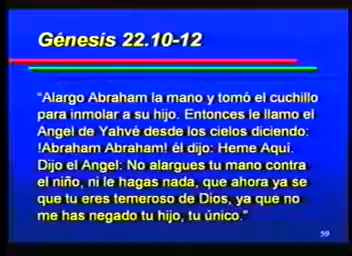 Génesis 22.10-12
"Alargo Abraham la mano y tomó el cuchillo
para inmolar a su hijo. Entonces le llamo el
Angel de Yahvé desde los cielos diciendo:
!Abraham Abraham! él dijo: Heme Aquí.
Dijo el Angel: No alargues tu mano contra
el niño, ni le hagas nada, que ahora ya se
que tu eres temeroso de Dios, ya que no
me has negado tu hijo, tu único."
59